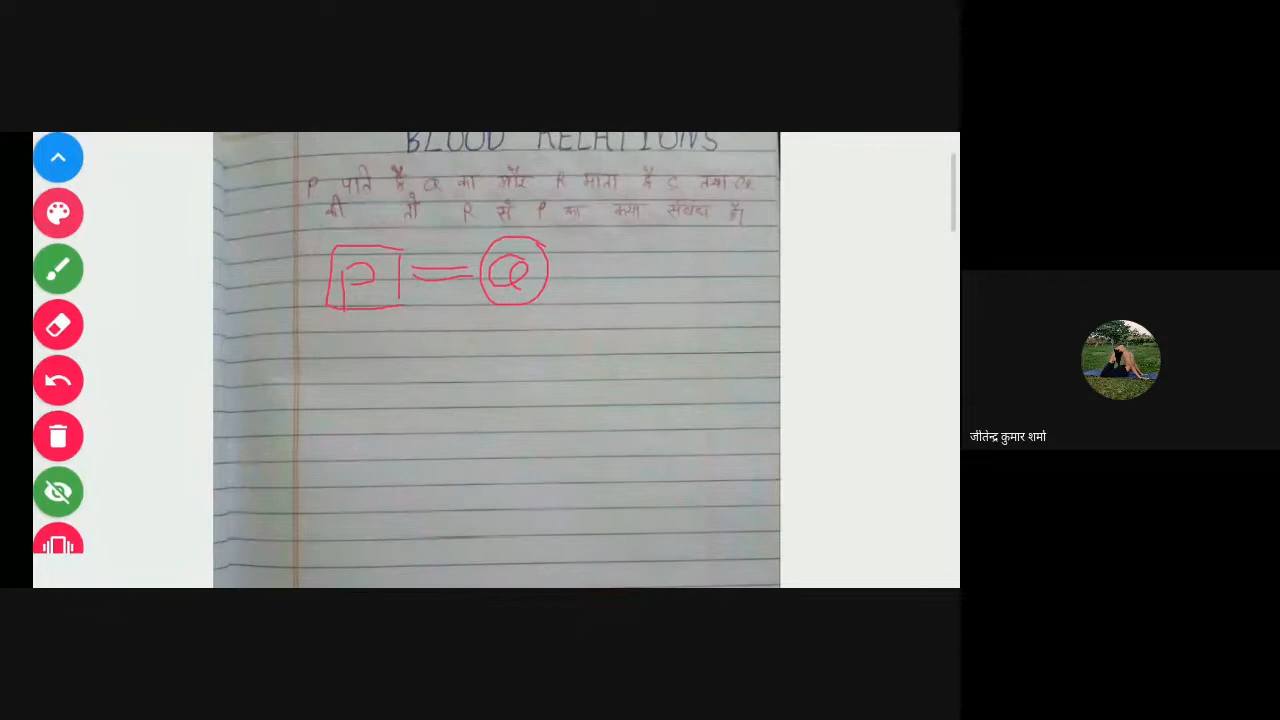 BLOOD RELATIONS
P पति है Q का और R माता है S तथा Q
की तो R से P का क्या संबंध है।
P = Q
जीतेन्द्र कुमार शर्मा